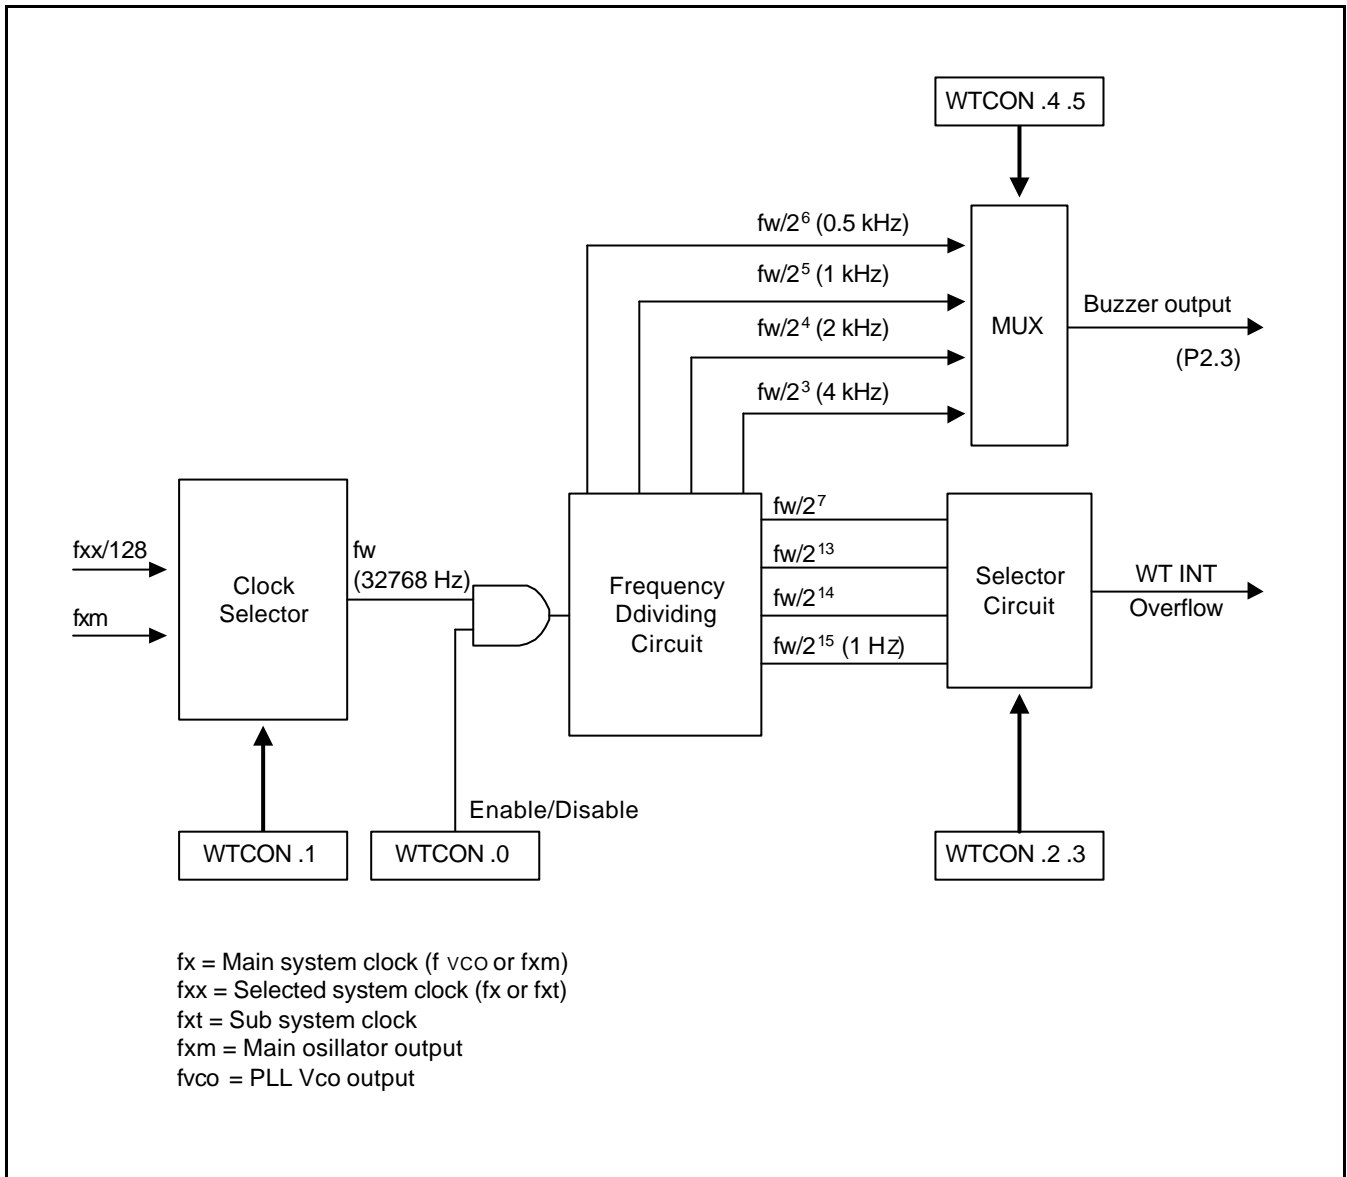 WTCON .4 .5
fw/2⁶ (0.5 kHz)
fw/2⁵ (1 kHz)
fw/2⁴ (2 kHz)
fw/2³ (4 kHz)
MUX
Buzzer output
(P2.3)
fxx/128
fxm
Clock
Selector
fw
(32768 Hz)
Frequency
Ddividing
Circuit
fw/2⁷
fw/2¹³
fw/2¹⁴
fw/2¹⁵ (1 Hz)
Selector
Circuit
WT INT
Overflow
Enable/Disable
WTCON .1
WTCON .0
WTCON .2 .3
fx = Main system clock (f VCO or fxm)
fxx = Selected system clock (fx or fxt)
fxt = Sub system clock
fxm = Main osillator output
fvco = PLL Vco output